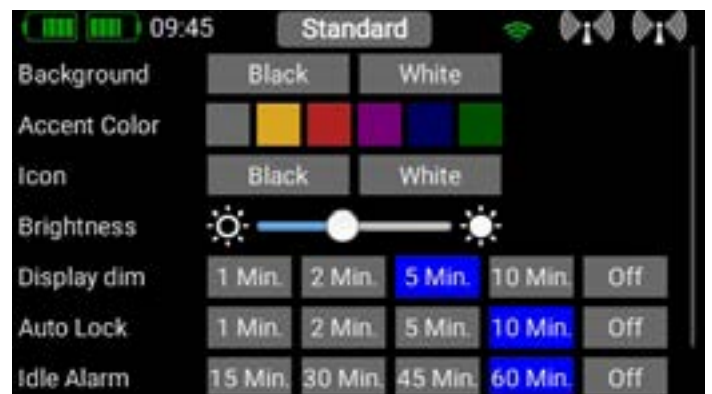 09:45 Standard
Background Black White
Accent Color
Icon Black White
Brightness
Display dim 1 Min. 2 Min. 5 Min. 10 Min. Off
Auto Lock 1 Min. 2 Min. 5 Min. 10 Min. Off
Idle Alarm 15 Min. 30 Min. 45 Min. 60 Min. Off